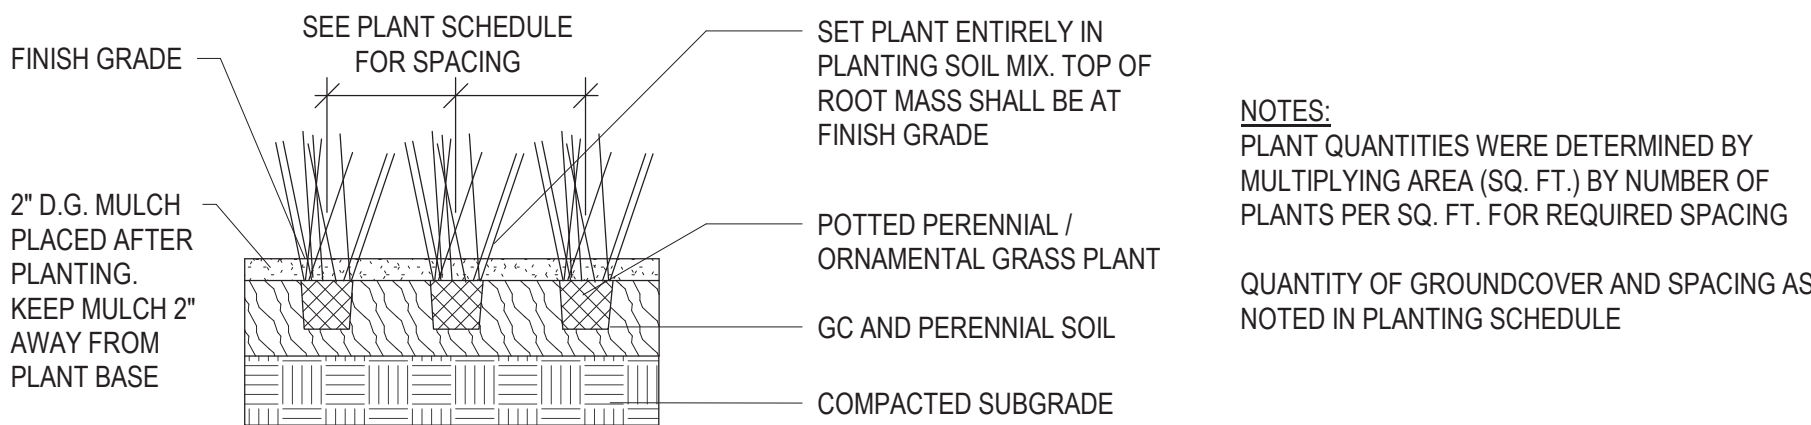 FINISH GRADE
SEE PLANT SCHEDULE
FOR SPACING
2" D.G. MULCH
PLACED AFTER
PLANTING.
KEEP MULCH 2"
AWAY FROM
PLANT BASE
SET PLANT ENTIRELY IN
PLANTING SOIL MIX. TOP OF
ROOT MASS SHALL BE AT
FINISH GRADE
POTTED PERENNIAL /
ORNAMENTAL GRASS PLANT
GC AND PERENNIAL SOIL
COMPACTED SUBGRADE
NOTES:
PLANT QUANTITIES WERE DETERMINED BY
MULTIPLYING AREA (SQ. FT.) BY NUMBER OF
PLANTS PER SQ. FT. FOR REQUIRED SPACING
QUANTITY OF GROUNDCOVER AND SPACING AS
NOTED IN PLANTING SCHEDULE